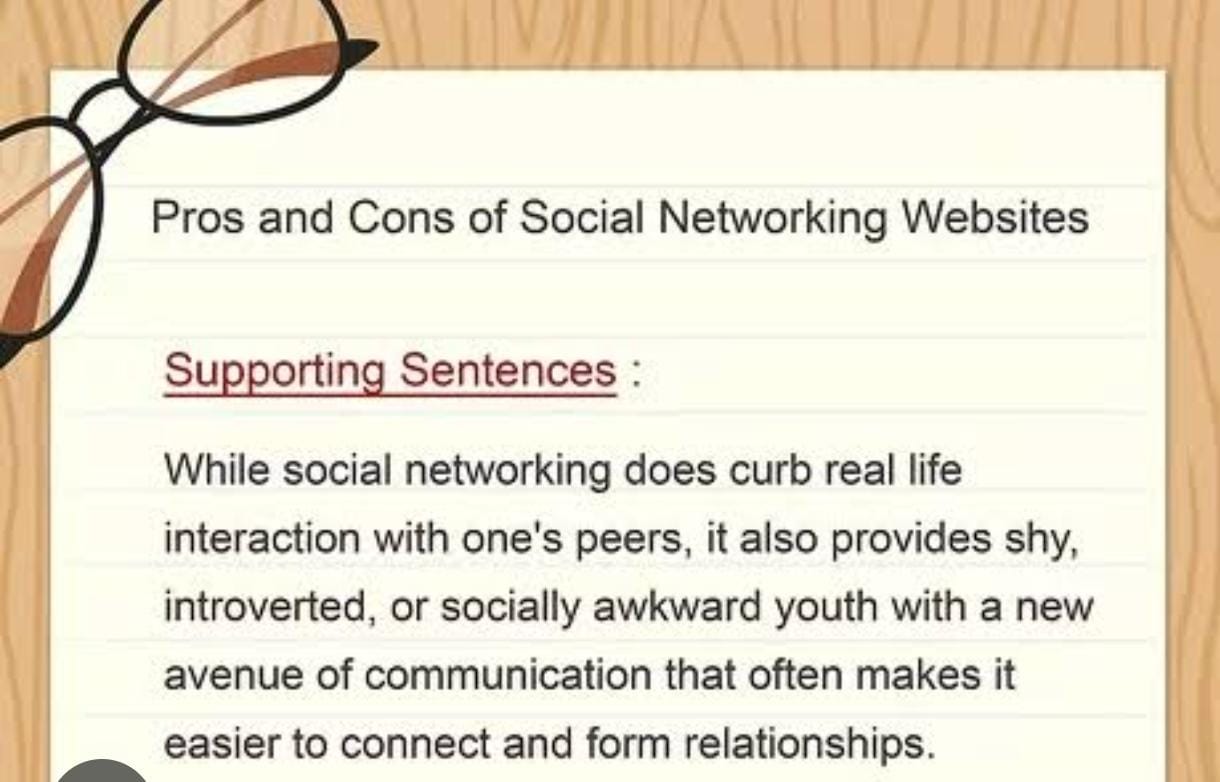 Pros and Cons of Social Networking Websites
Supporting Sentences :
While social networking does curb real life
interaction with one's peers, it also provides shy,
introverted, or socially awkward youth with a new
avenue of communication that often makes it
easier to connect and form relationships.